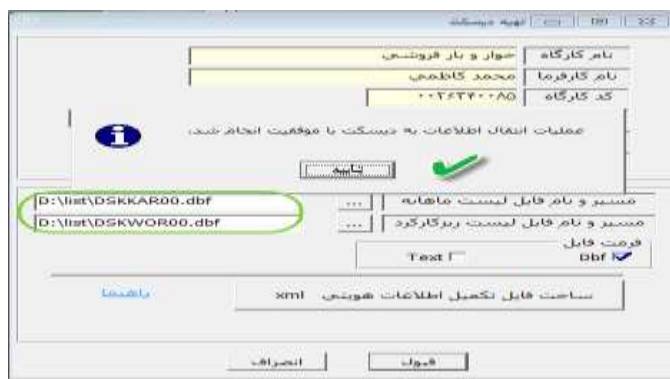 تهیه دیسکت
نام کارگاه خوار و بار فروشی
نام کارفرما محمد کاظمی
کد کارگاه ۰۰۲۶۳۴۰۰۸۵
عملیات انتقال اطلاعات به دیسکت با موفقیت انجام شد.
تایید
مسیر و نام فایل لیست ماهانه ... D:\list\DSKKAR00.dbf
مسیر و نام فایل لیست ریزکارکرد ... D:\list\DSKWOR00.dbf
فرمت فایل
Dbf Text
ساخت فایل تکمیل اطلاعات هویتی xml راهنما
قبول انصراف